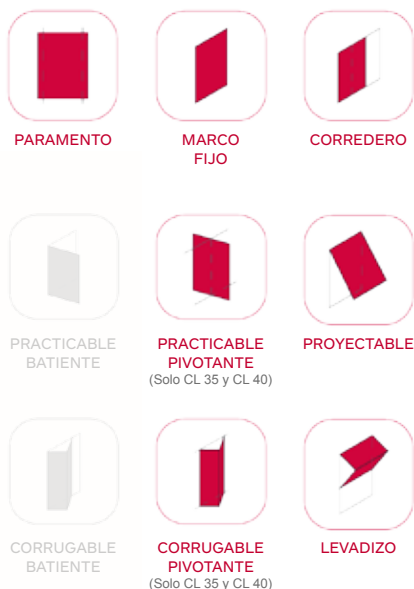 PARAMENTO
MARCO
FIJO
CORREDERO
PRACTICABLE
BATIENTE
PRACTICABLE
PIVOTANTE
(Solo CL 35 y CL 40)
PROYECTABLE
CORRUGABLE
BATIENTE
CORRUGABLE
PIVOTANTE
(Solo CL 35 y CL 40)
LEVADIZO